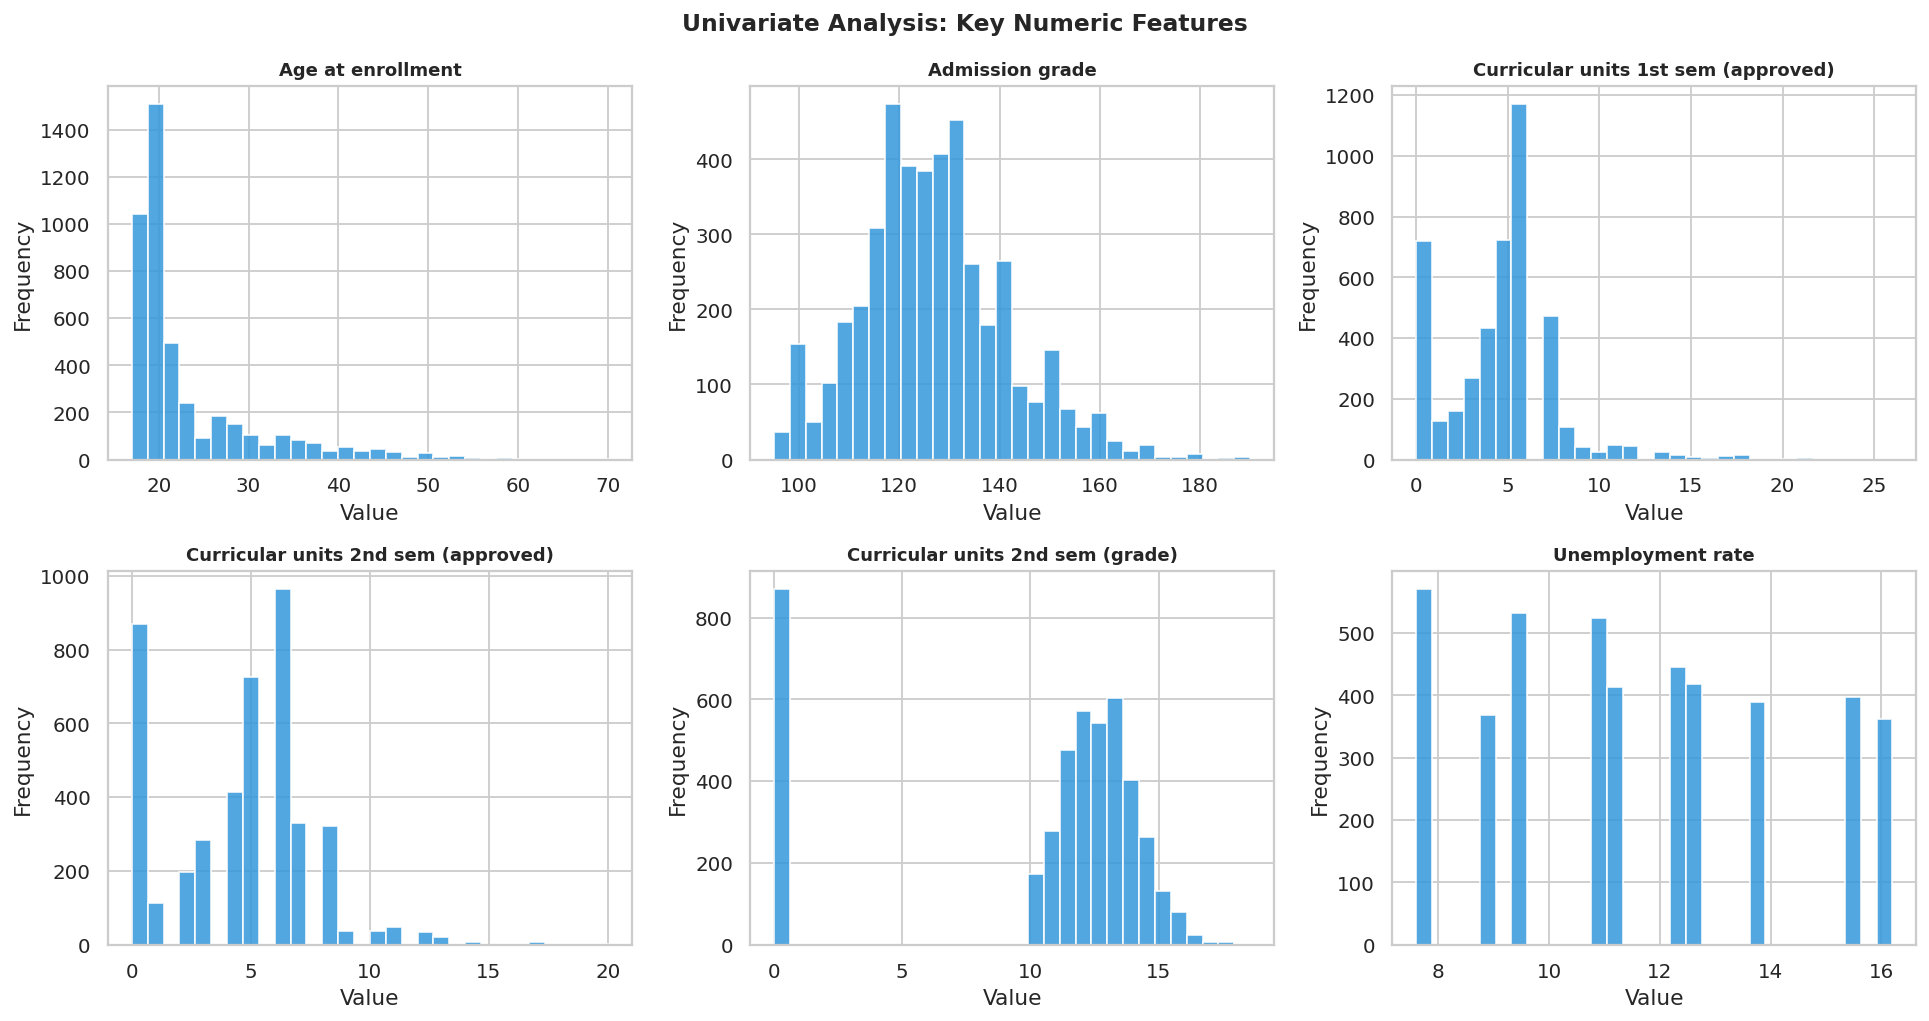 Univariate Analysis: Key Numeric Features
Age at enrollment
Frequency
1400
1200
1000
800
600
400
200
0
20 30 40 50 60 70
Value
Admission grade
Frequency
400
300
200
100
0
100 120 140 160 180
Value
Curricular units 1st sem (approved)
Frequency
1200
1000
800
600
400
200
0
0 5 10 15 20 25
Value
Curricular units 2nd sem (approved)
Frequency
1000
800
600
400
200
0
0 5 10 15 20
Value
Curricular units 2nd sem (grade)
Frequency
800
600
400
200
0
0 5 10 15
Value
Unemployment rate
Frequency
500
400
300
200
100
0
8 10 12 14 16
Value